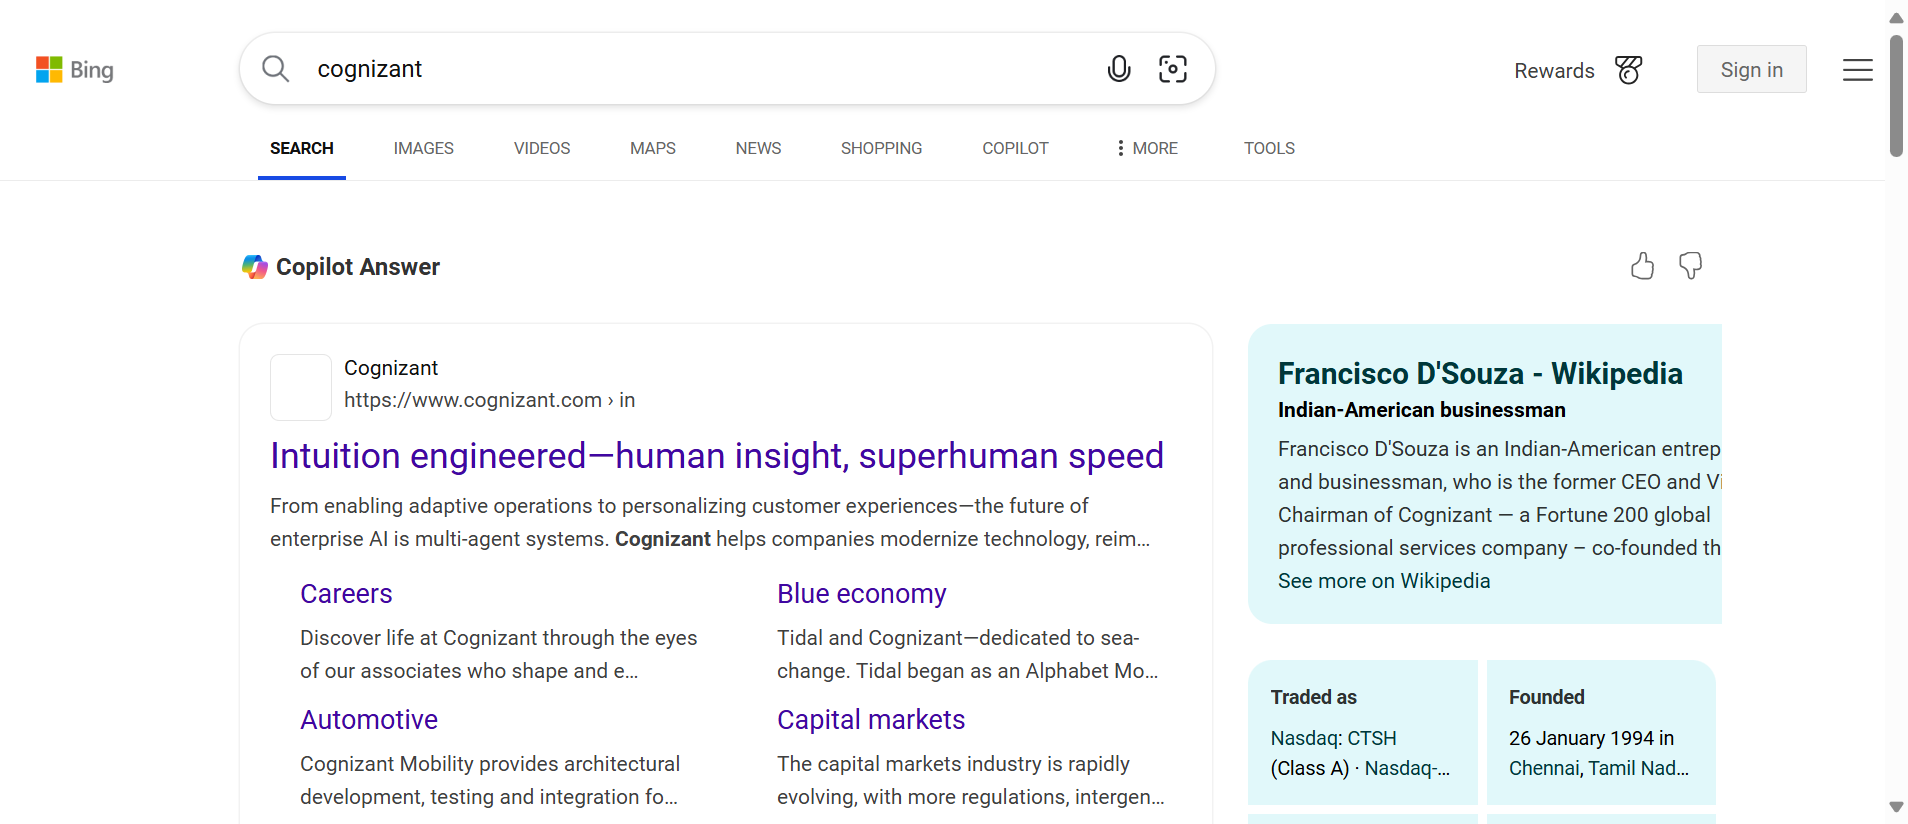 Bing
cognizant
Rewards
Sign in
SEARCH
IMAGES
VIDEOS
MAPS
NEWS
SHOPPING
COPILOT
MORE
TOOLS
Copilot Answer
Cognizant
https://www.cognizant.com › in
Intuition engineered—human insight, superhuman speed
From enabling adaptive operations to personalizing customer experiences—the future of
enterprise AI is multi-agent systems. Cognizant helps companies modernize technology, reim...
Careers
Discover life at Cognizant through the eyes
of our associates who shape and e...
Blue economy
Tidal and Cognizant—dedicated to sea-
change. Tidal began as an Alphabet Mo...
Automotive
Cognizant Mobility provides architectural
development, testing and integration fo...
Capital markets
The capital markets industry is rapidly
evolving, with more regulations, intergen...
Francisco D'Souza - Wikipedia
Indian-American businessman
Francisco D'Souza is an Indian-American entrep
and businessman, who is the former CEO and Vi
Chairman of Cognizant — a Fortune 200 global
professional services company – co-founded th
See more on Wikipedia
Traded as
Nasdaq: CTSH
(Class A) · Nasdaq-...
Founded
26 January 1994 in
Chennai, Tamil Nad...